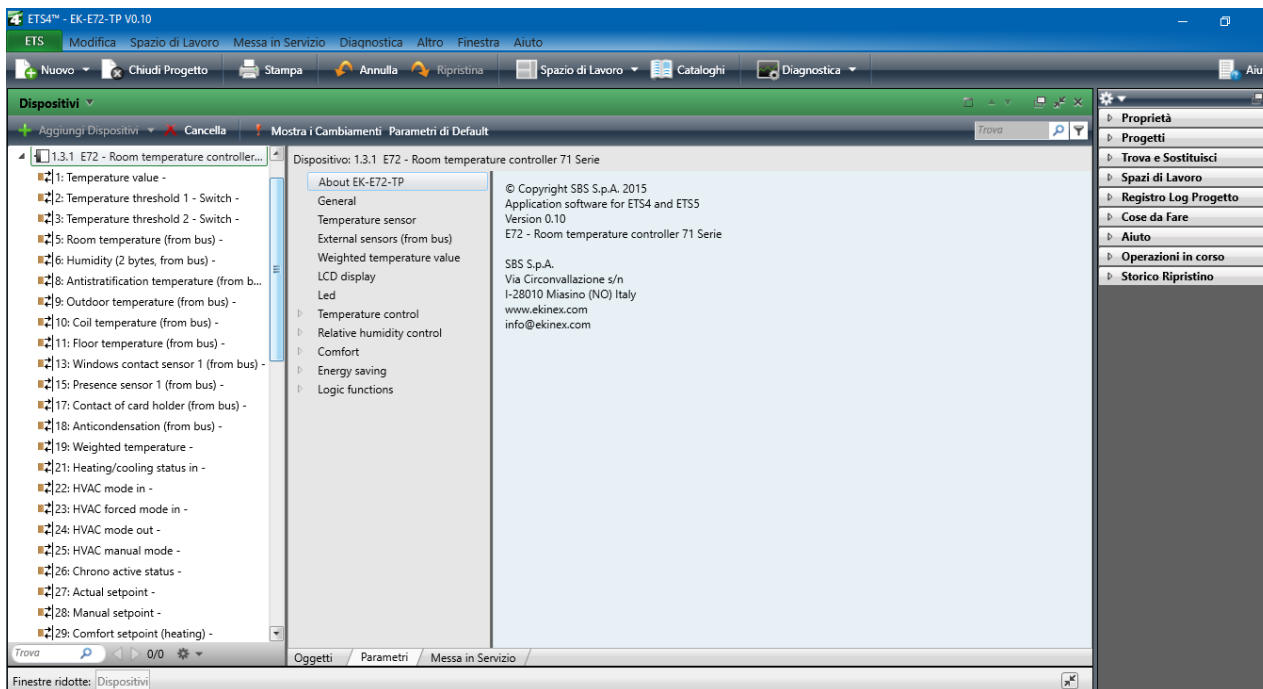 ETS4™ - EK-E72-TP V0.10
ETS Modifica Spazio di Lavoro Messa in Servizio Diagnostica Altro Finestra Aiuto
Nuovo Chiudi Progetto Stampa Annulla Ripristina Spazio di Lavoro Cataloghi Diagnostica Aiu
Dispositivi
Aggiungi Dispositivi Cancella Mostra i Cambiamenti Parametri di Default Trova
1.3.1 E72 - Room temperature controller...
1: Temperature value -
2: Temperature threshold 1 - Switch -
3: Temperature threshold 2 - Switch -
5: Room temperature (from bus) -
6: Humidity (2 bytes, from bus) -
8: Antistratification temperature (from b...
9: Outdoor temperature (from bus) -
10: Coil temperature (from bus) -
11: Floor temperature (from bus) -
13: Windows contact sensor 1 (from bus) -
15: Presence sensor 1 (from bus) -
17: Contact of card holder (from bus) -
18: Anticondensation (from bus) -
19: Weighted temperature -
21: Heating/cooling status in -
22: HVAC mode in -
23: HVAC forced mode in -
24: HVAC mode out -
25: HVAC manual mode -
26: Chrono active status -
27: Actual setpoint -
28: Manual setpoint -
29: Comfort setpoint (heating) -
Trova 0/0
Dispositivo: 1.3.1 E72 - Room temperature controller 71 Serie
About EK-E72-TP
General
Temperature sensor
External sensors (from bus)
Weighted temperature value
LCD display
Led
Temperature control
Relative humidity control
Comfort
Energy saving
Logic functions
© Copyright SBS S.p.A. 2015
Application software for ETS4 and ETS5
Version 0.10
E72 - Room temperature controller 71 Serie
SBS S.p.A.
Via Circonvallazione s/n
I-28010 Miasino (NO) Italy
www.ekinex.com
info@ekinex.com
Oggetti Parametri Messa in Servizio
Proprietà
Progetti
Trova e Sostituisci
Spazi di Lavoro
Registro Log Progetto
Cose da Fare
Aiuto
Operazioni in corso
Storico Ripristino
Finestre ridotte: Dispositivi